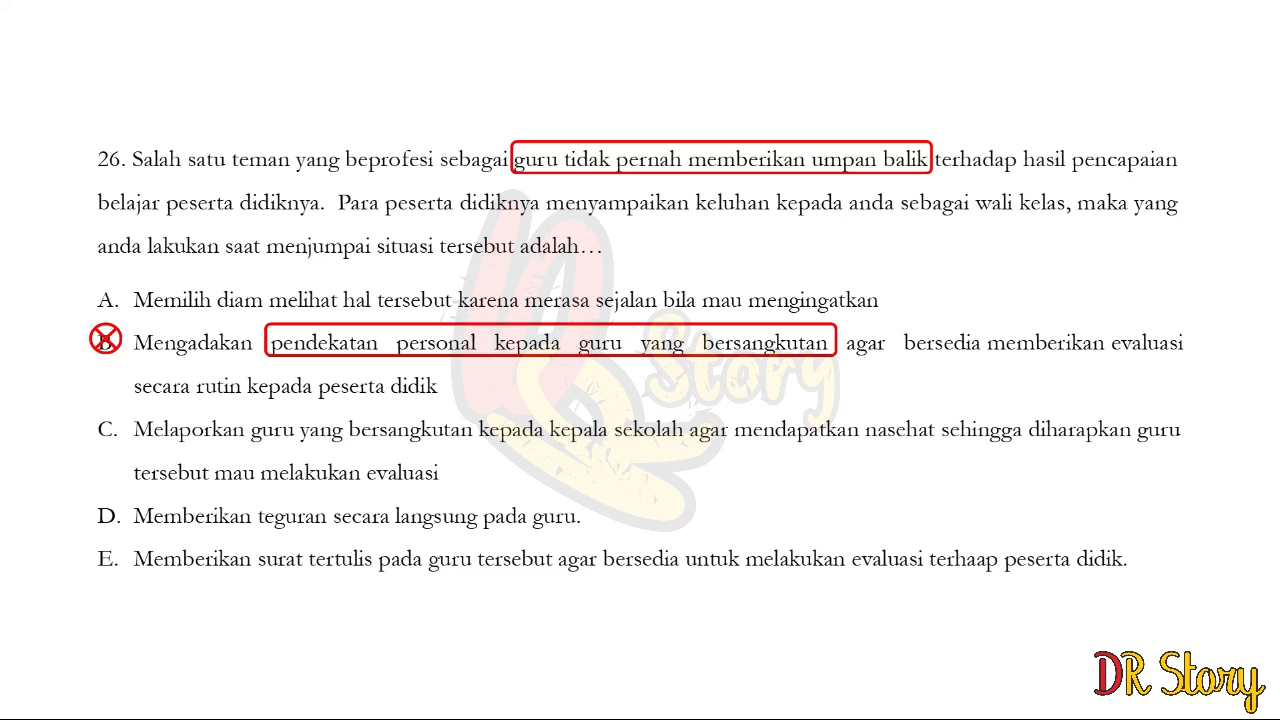 26. Salah satu teman yang beprofesi sebagai guru tidak pernah memberikan umpan balik terhadap hasil pencapaian
belajar peserta didiknya. Para peserta didiknya menyampaikan keluhan kepada anda sebagai wali kelas, maka yang
anda lakukan saat menjumpai situasi tersebut adalah…
A. Memilih diam melihat hal tersebut karena merasa sejalan bila mau mengingatkan
B. Mengadakan pendekatan personal kepada guru yang bersangkutan agar bersedia memberikan evaluasi
secara rutin kepada peserta didik
C. Melaporkan guru yang bersangkutan kepada kepala sekolah agar mendapatkan nasehat sehingga diharapkan guru
tersebut mau melakukan evaluasi
D. Memberikan teguran secara langsung pada guru.
E. Memberikan surat tertulis pada guru tersebut agar bersedia untuk melakukan evaluasi terhaap peserta didik.
Story
DR Story